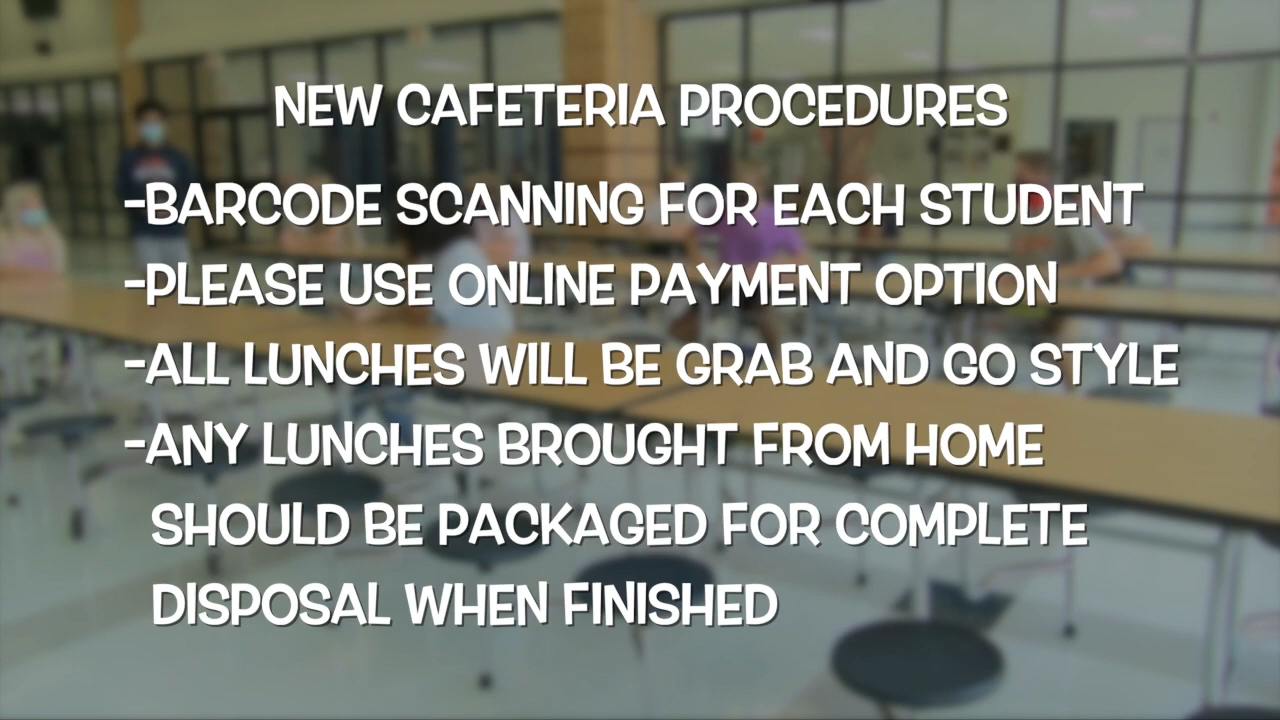 NEW CAFETERIA PROCEDURES
-BARCODE SCANNING FOR EACH STUDENT
-PLEASE USE ONLINE PAYMENT OPTION
-ALL LUNCHES WILL BE GRAB AND GO STYLE
-ANY LUNCHES BROUGHT FROM HOME
SHOULD BE PACKAGED FOR COMPLETE
DISPOSAL WHEN FINISHED